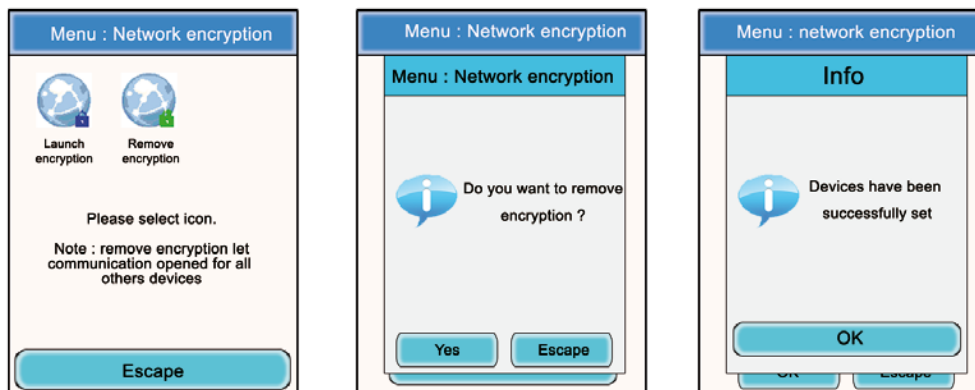 Menu : Network encryption
Launch
encryption
Remove
encryption
Please select icon.
Note : remove encryption let
communication opened for all
others devices
Escape
Menu : Network encryption
Menu : Network encryption
Do you want to remove
encryption ?
Yes
Escape
Menu : network encryption
Info
Devices have been
successfully set
OK
OK
Escape